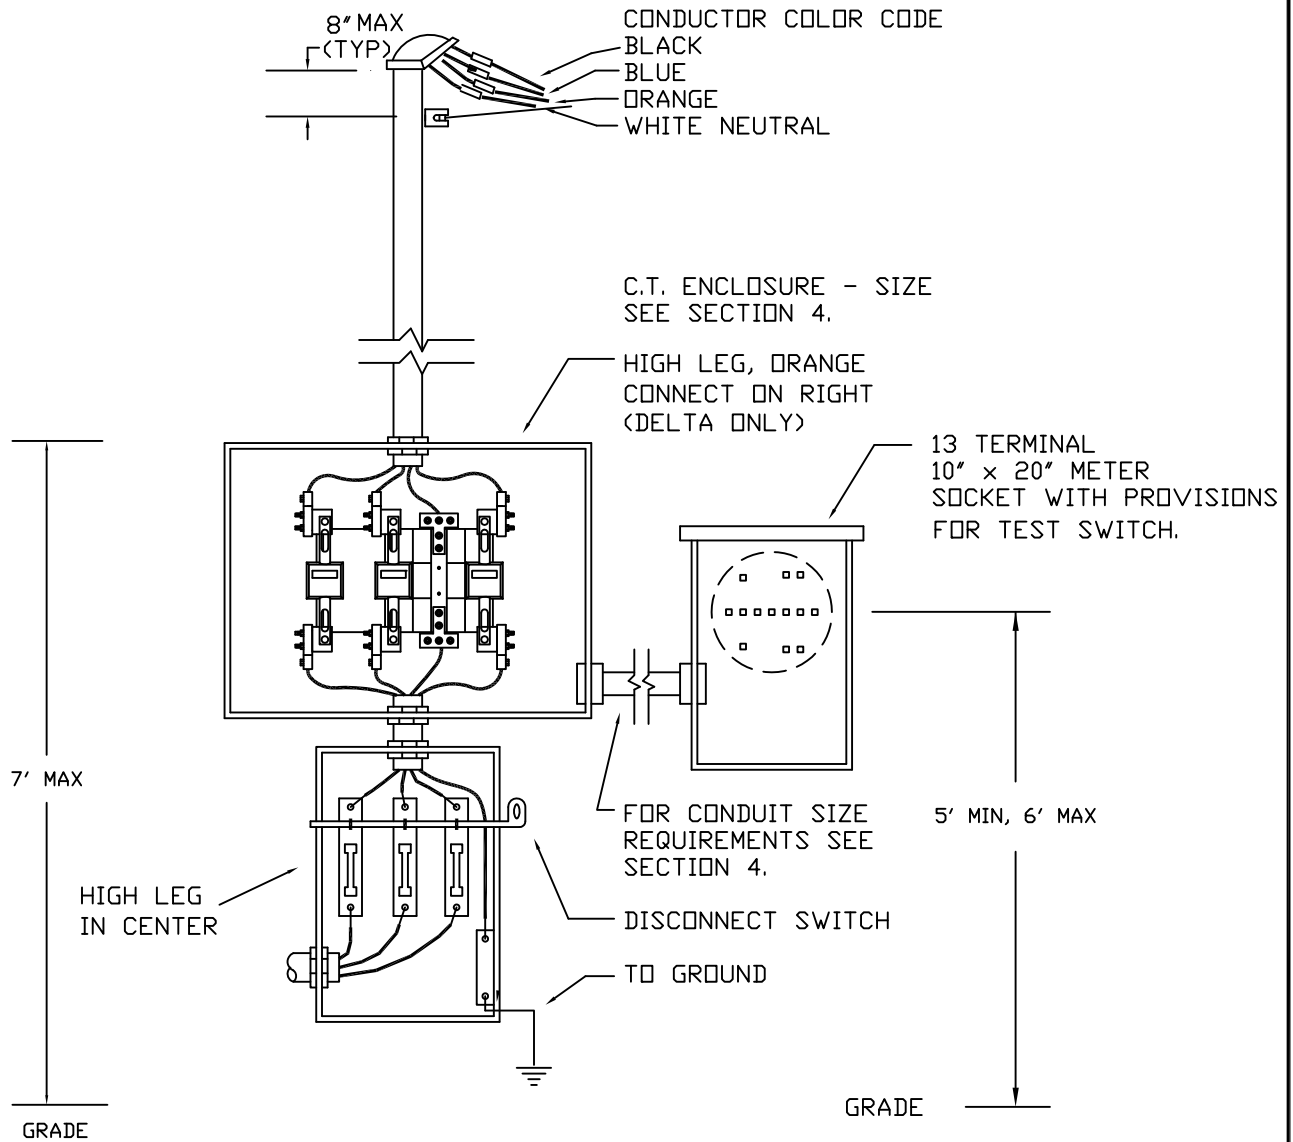 8" MAX
(TYP)
CONDUCTOR COLOR CODE
BLACK
BLUE
ORANGE
WHITE NEUTRAL
C.T. ENCLOSURE - SIZE
SEE SECTION 4.
HIGH LEG, ORANGE
CONNECT ON RIGHT
(DELTA ONLY)
13 TERMINAL
10" x 20" METER
SOCKET WITH PROVISIONS
FOR TEST SWITCH.
7' MAX
FOR CONDUIT SIZE
REQUIREMENTS SEE
SECTION 4.
5' MIN, 6' MAX
HIGH LEG
IN CENTER
DISCONNECT SWITCH
TO GROUND
GRADE
GRADE